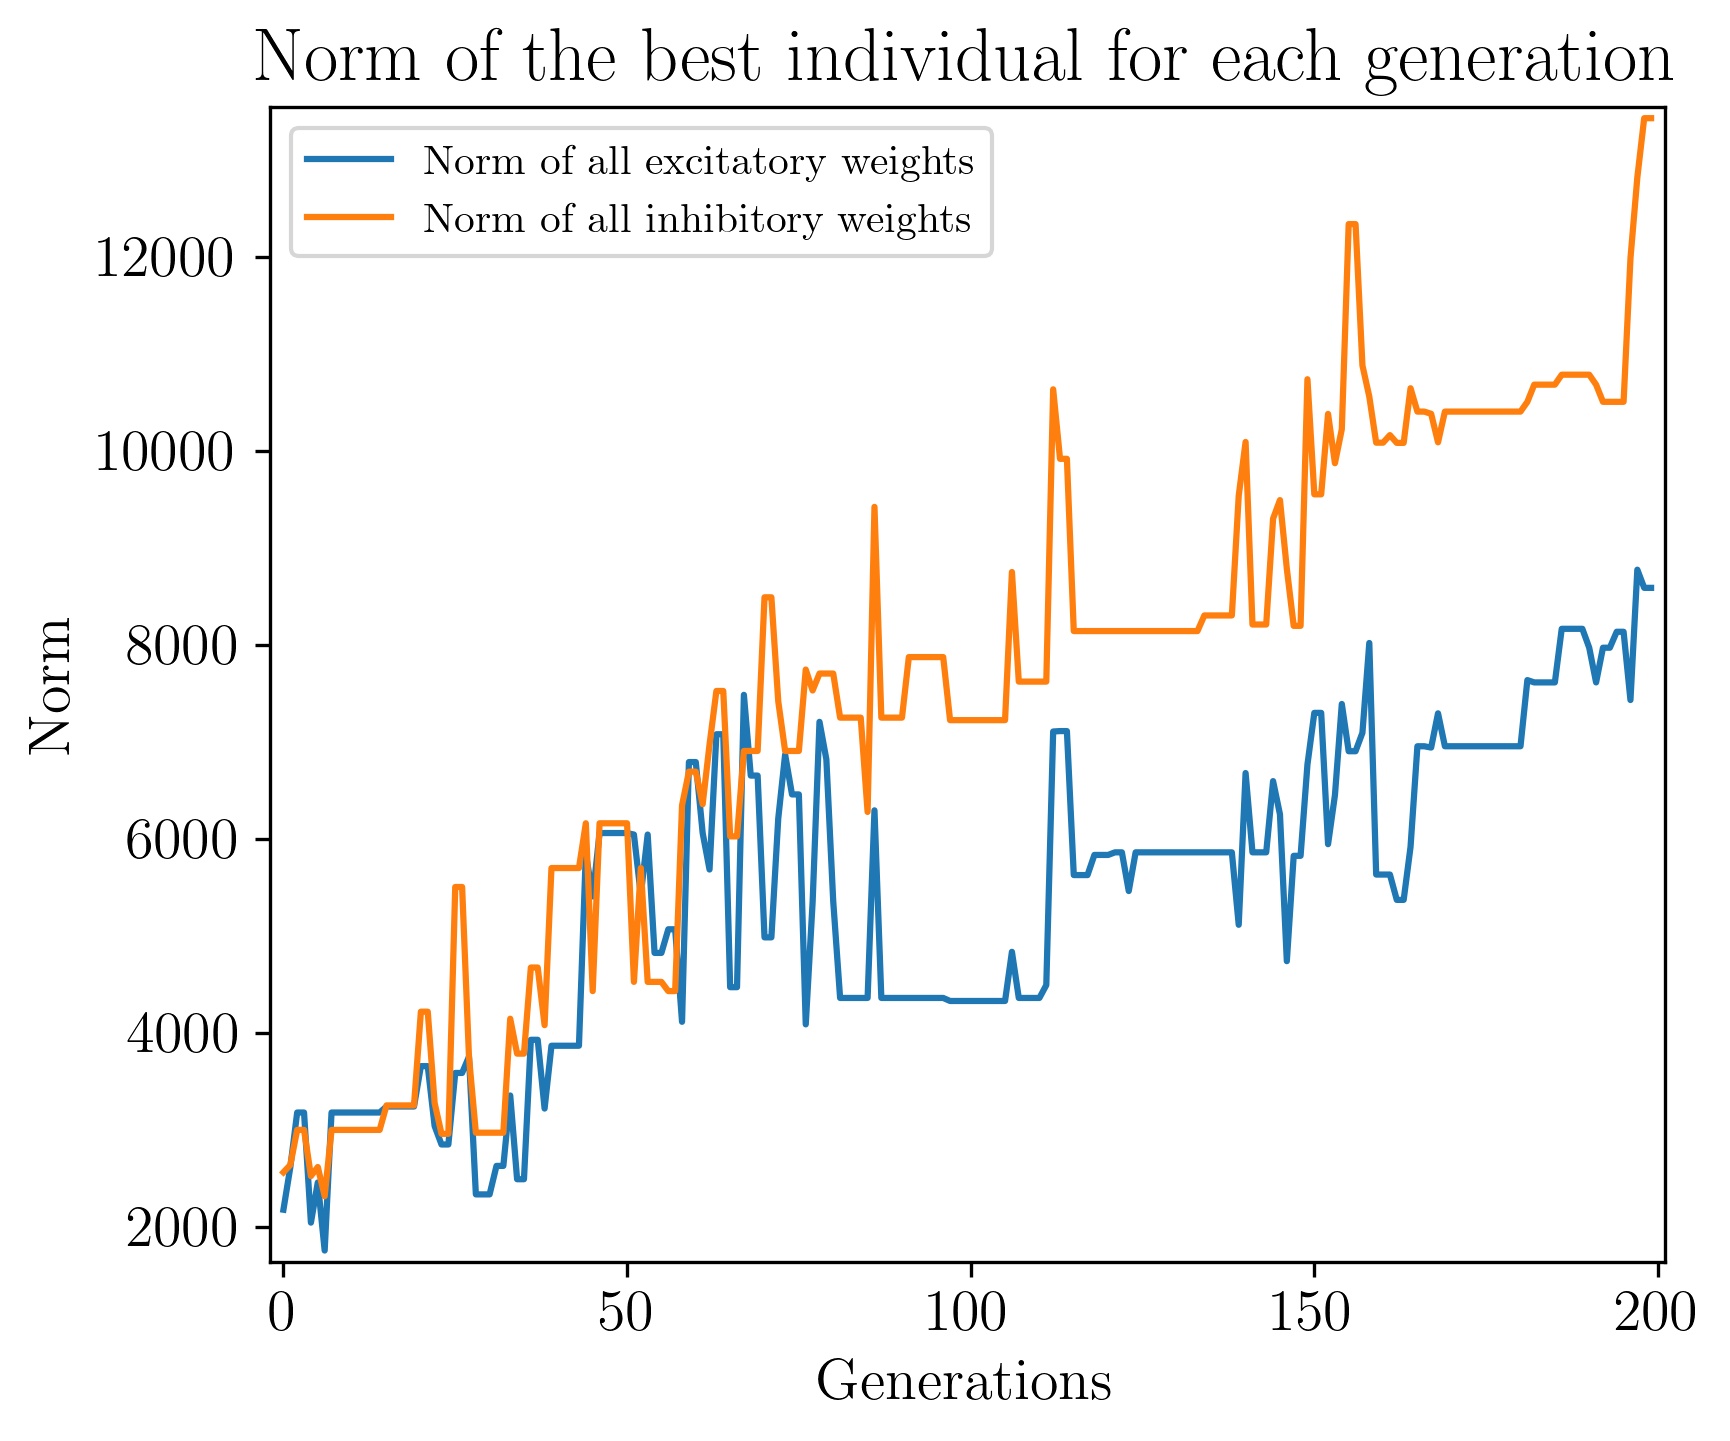 Norm of the best individual for each generation
Norm of all excitatory weights
Norm of all inhibitory weights
12000
10000
8000
6000
4000
2000
Norm
0 50 100 150 200
Generations